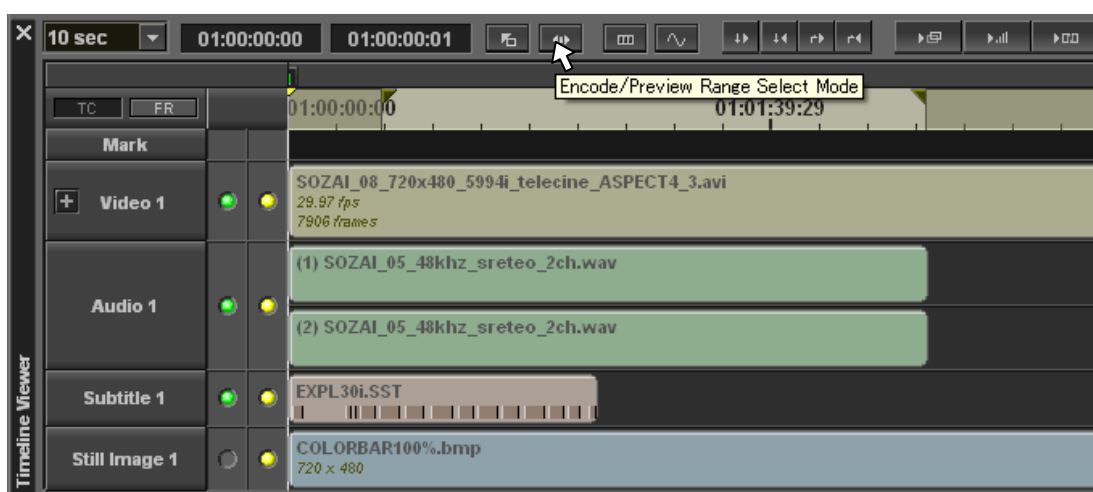 10 sec 01:00:00:00 01:00:00:01
Encode/Preview Range Select Mode
TC FR 01:00:00:00 01:01:39:29
Mark
Video 1
SOZAI_08_720x480_5994i_telecine_ASPECT4_3.avi
29.97 fps
7906 frames
Audio 1
(1) SOZAI_05_48khz_sreteo_2ch.wav
(2) SOZAI_05_48khz_sreteo_2ch.wav
Subtitle 1
EXPL30i.SST
Still Image 1
COLORBAR100%.bmp
720 x 480
Timeline Viewer